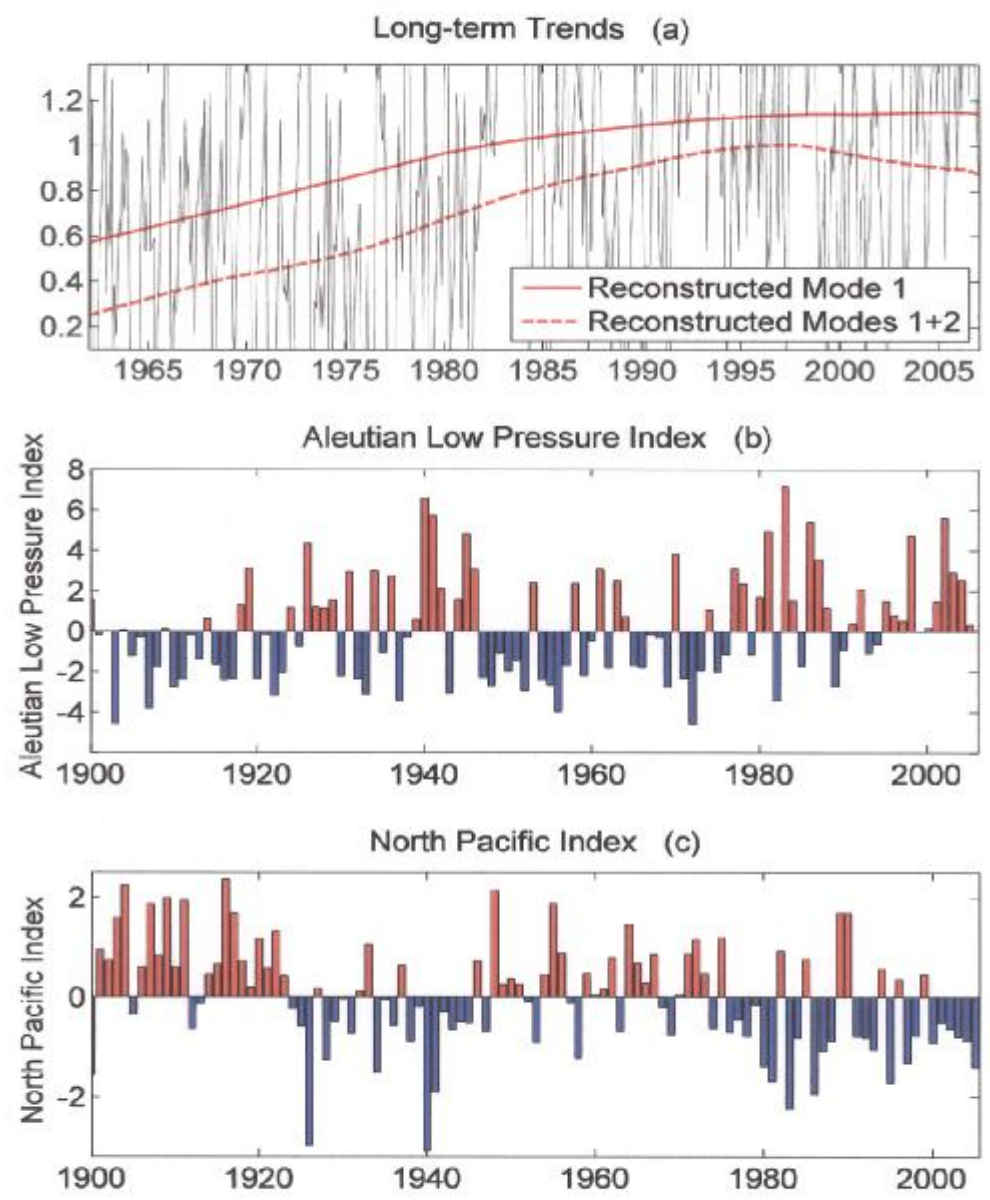 Long-term Trends (a)
1.2
1
0.8
0.6
0.4
0.2
Reconstructed Mode 1
Reconstructed Modes 1+2
1965 1970 1975 1980 1985 1990 1995 2000 2005
Aleutian Low Pressure Index (b)
Aleutian Low Pressure Index
8
6
4
2
0
-2
-4
1900 1920 1940 1960 1980 2000
North Pacific Index (c)
North Pacific Index
2
0
-2
1900 1920 1940 1960 1980 2000